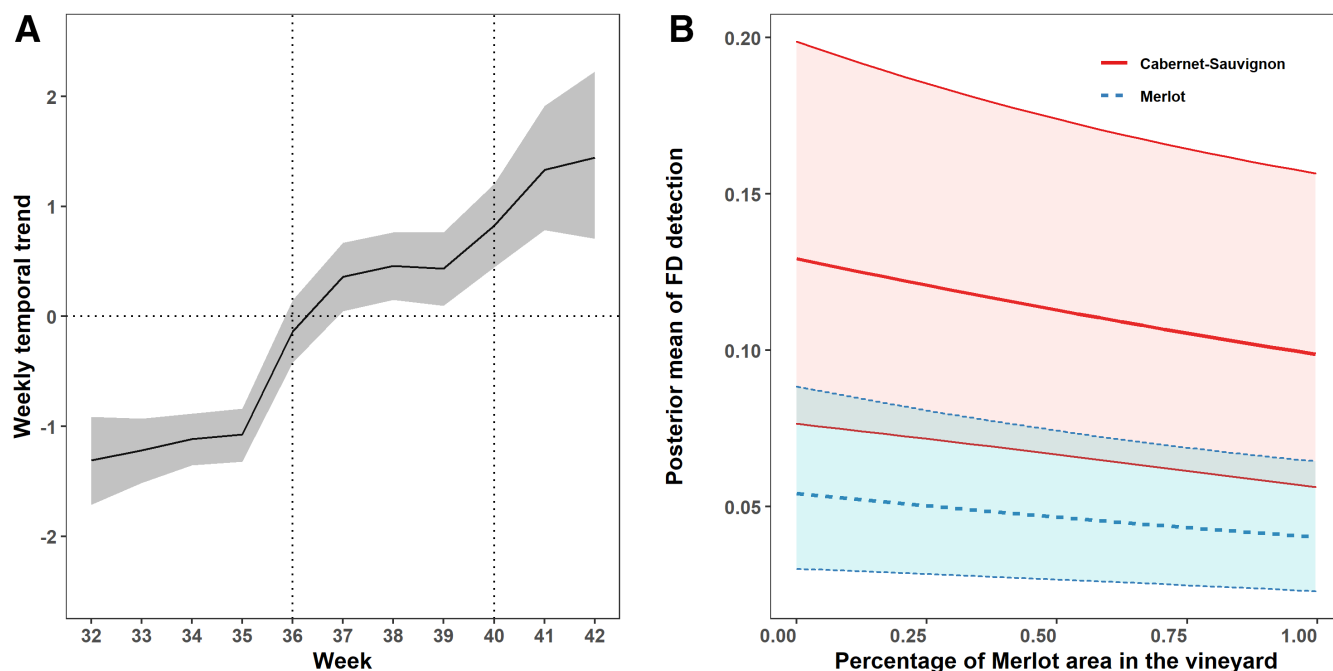 A
Weekly temporal trend
2
1
0
-1
-2
32 33 34 35 36 37 38 39 40 41 42
Week
B
Posterior mean of FD detection
0.20
0.15
0.10
0.05
Cabernet-Sauvignon
Merlot
0.00 0.25 0.50 0.75 1.00
Percentage of Merlot area in the vineyard